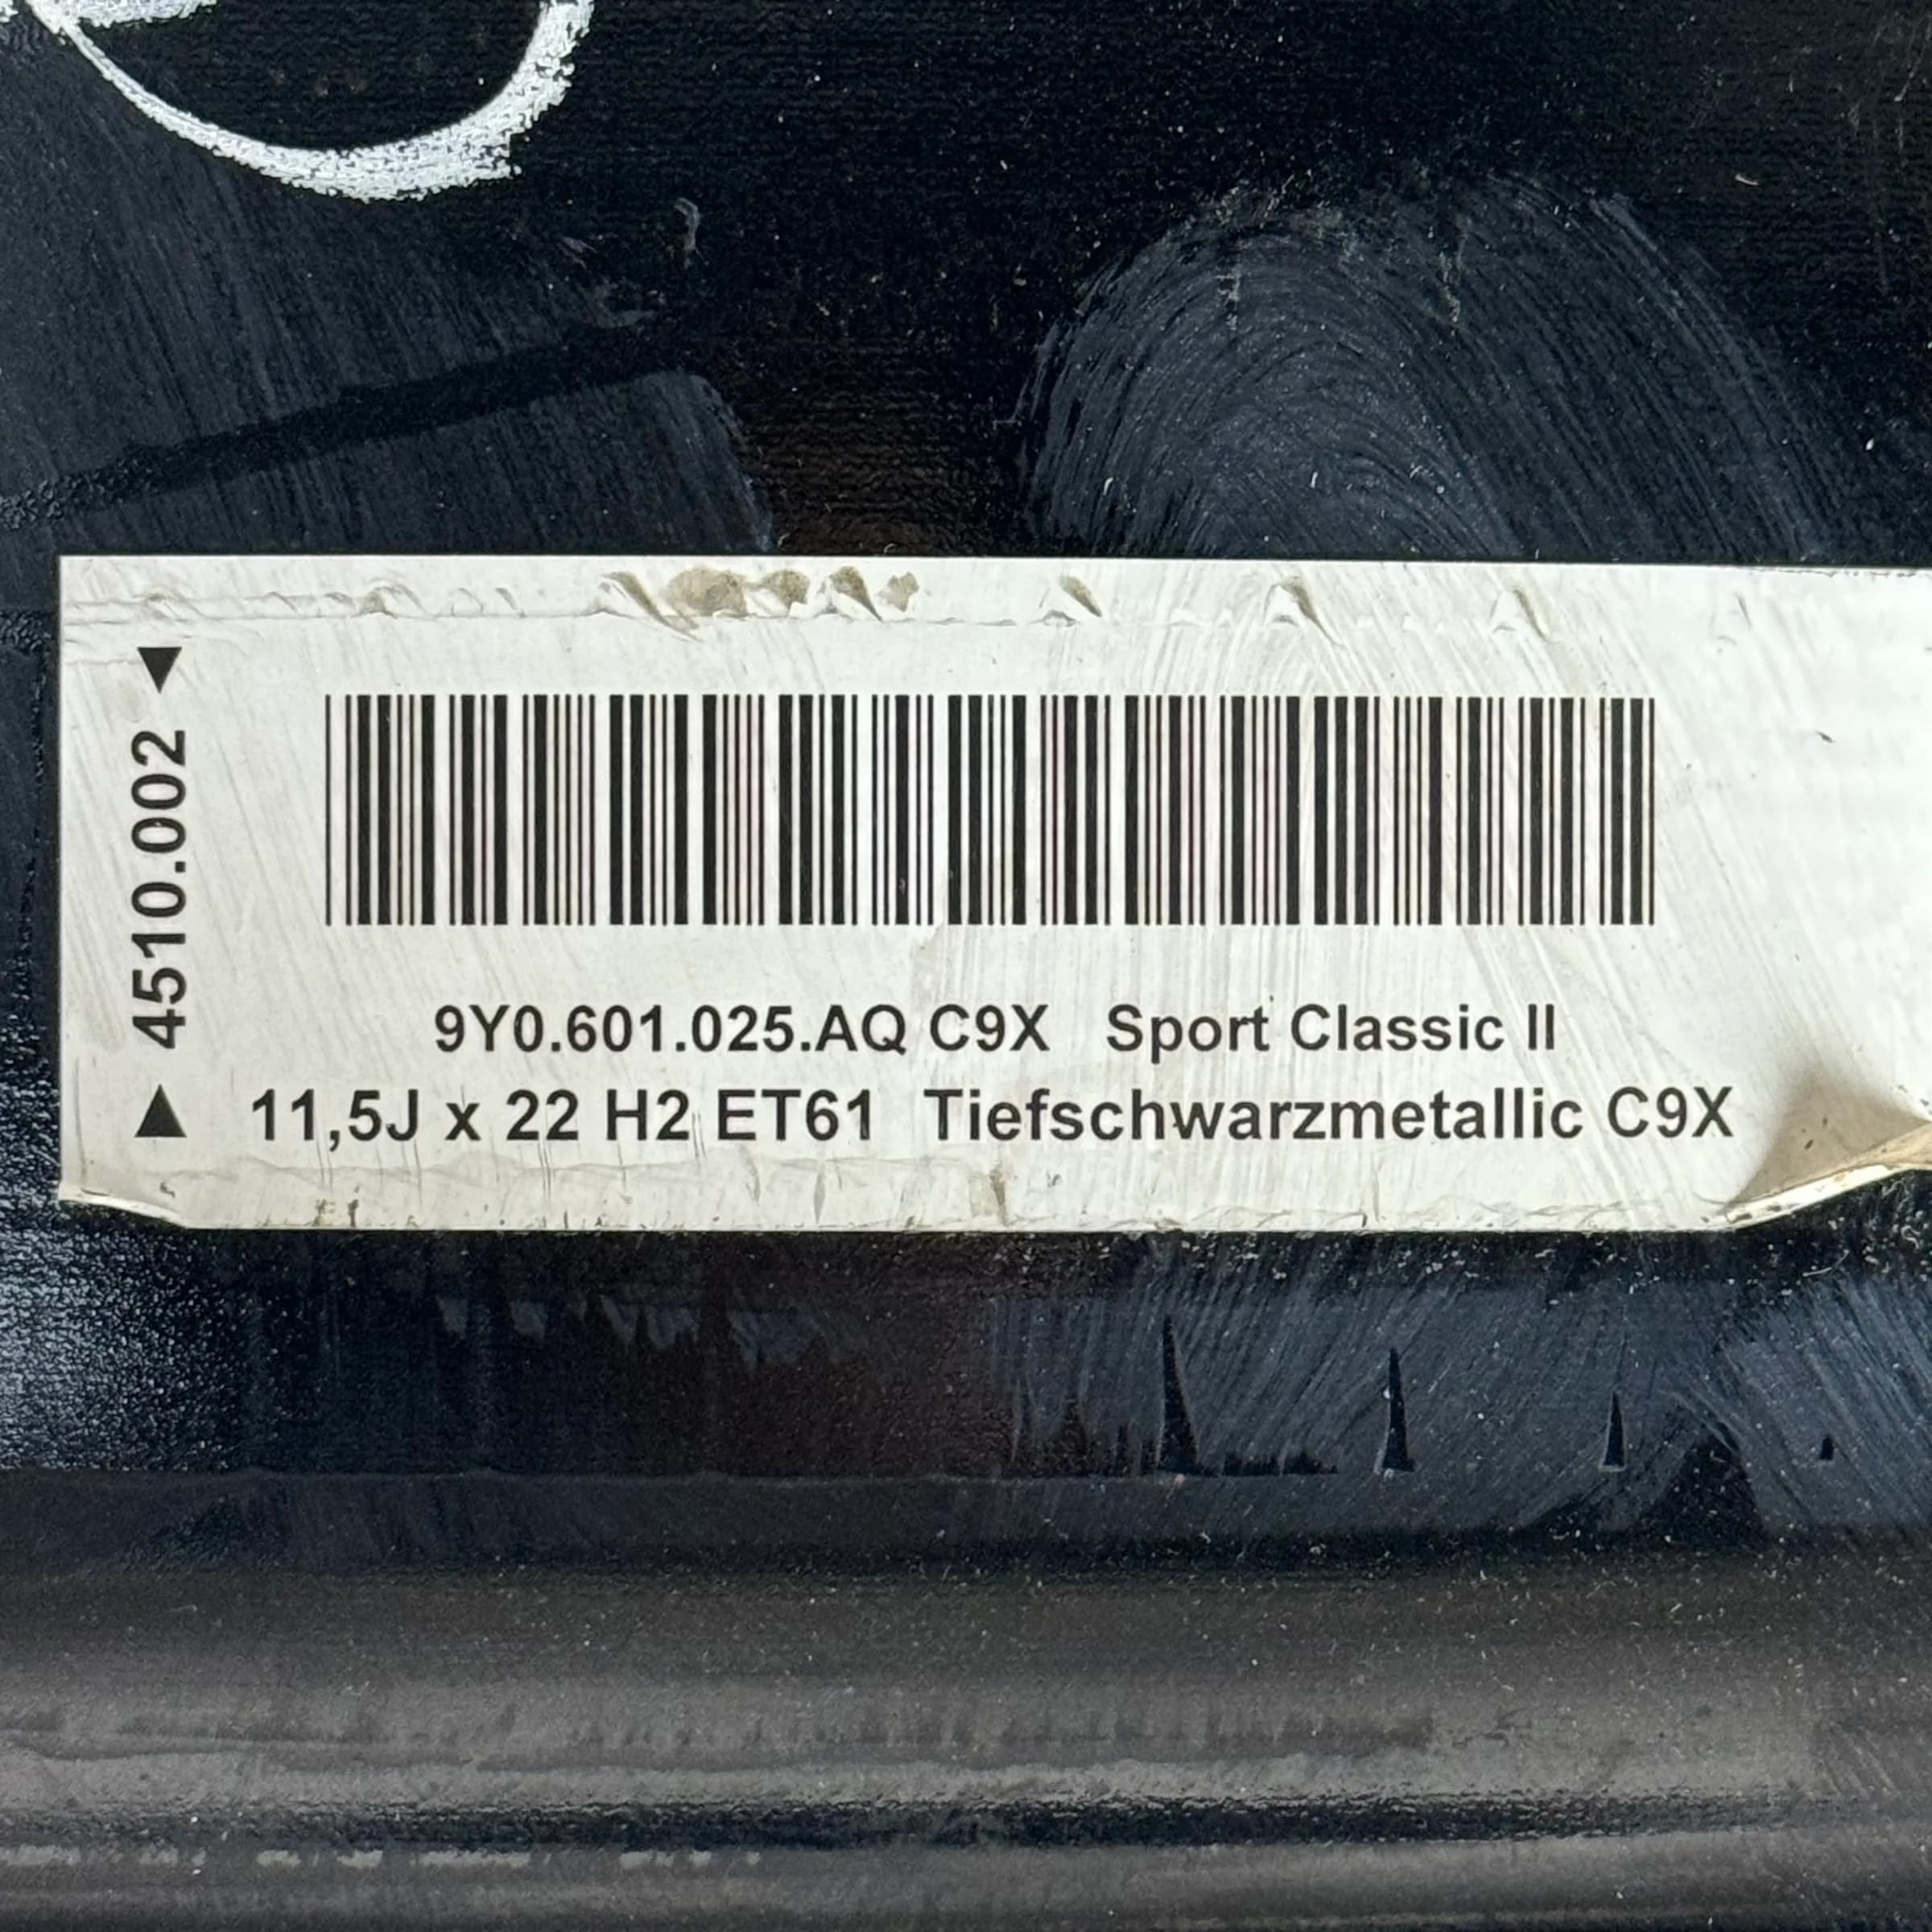 4510.002
9Y0.601.025.AQ C9X Sport Classic II
11,5J x 22 H2 ET61 Tiefschwarzmetallic C9X